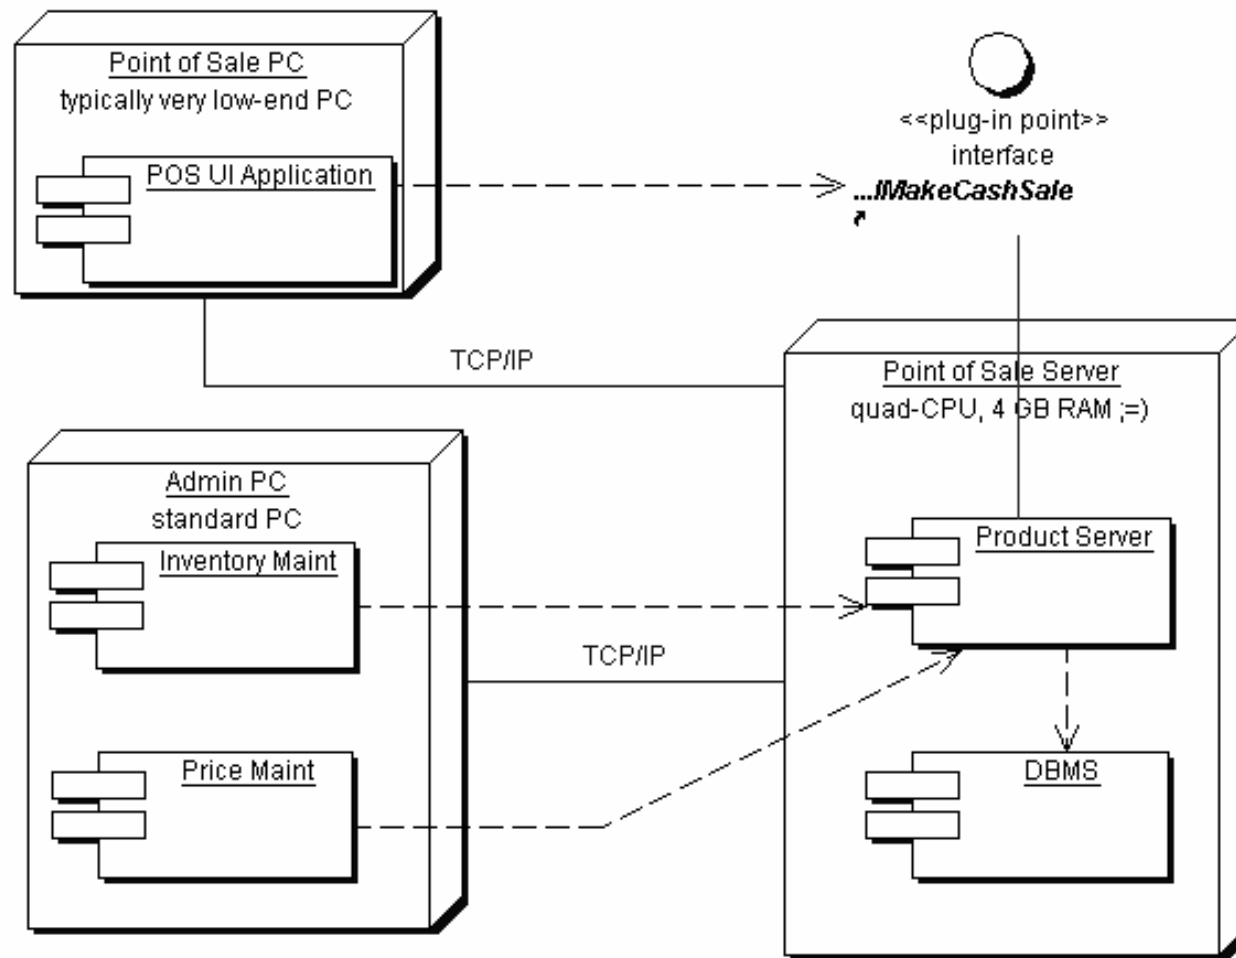 Point of Sale PC
typically very low-end PC
POS UI Application
<<plug-in point>>
interface
...IMakeCashSale
TCP/IP
Point of Sale Server
quad-CPU, 4 GB RAM ;=)
Admin PC
standard PC
Inventory Maint
Product Server
TCP/IP
Price Maint
DBMS